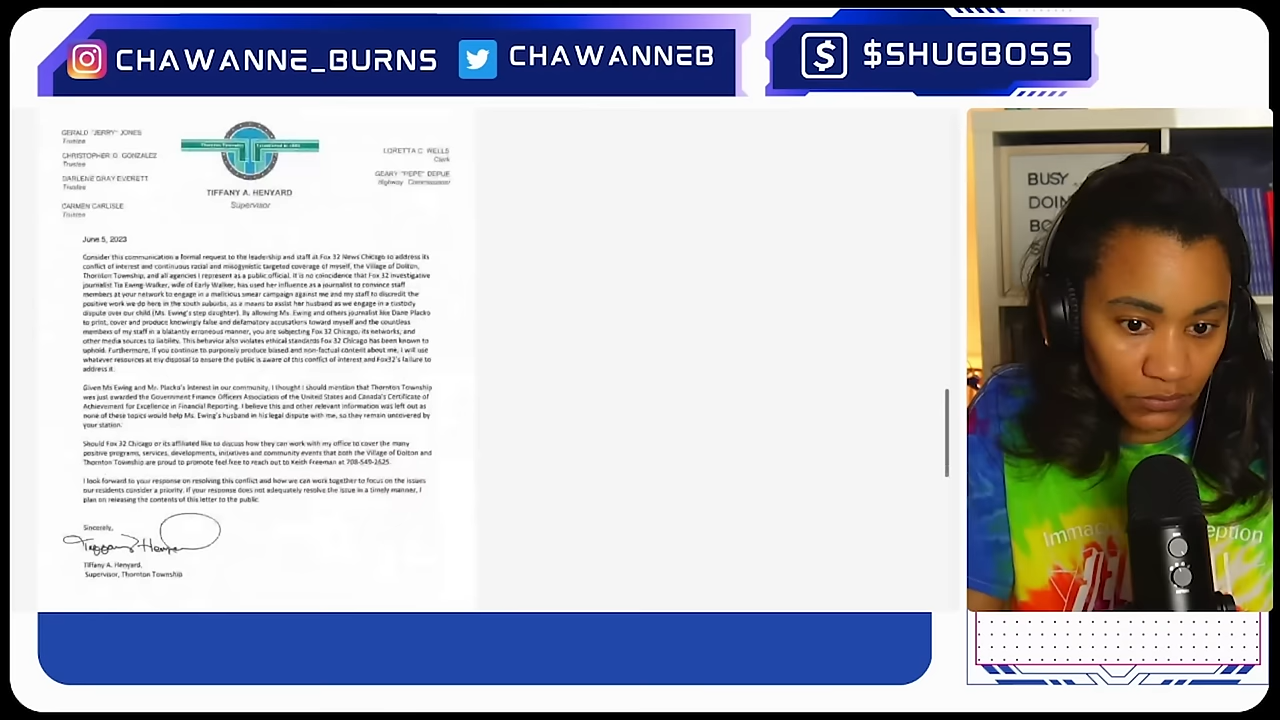 CHAWANNE_BURNS
CHAWANNEB
$SHUGBOSS
GERALD "JERRY" JONES
Trustee
CHRISTOPHER O. GONZALEZ
Trustee
DARLENE GRAY EVERETT
Trustee
CARMEN CARLISLE
Trustee
Thornton Township
TIFFANY A. HENYARD
Supervisor
LORETTA C. WELLS
Clerk
GEARY "PEPE" DEPUE
Highway Commissioner
June 5, 2023
Consider this communication a formal request to the leadership and staff at Fox 32 News Chicago to address its
conflict of interest and continuous racial and misogynistic targeted coverage of myself, the Village of Dolton,
Thornton Township, and all agencies I represent as a public official. It is no coincidence that Fox 32 investigative
journalist Tia Ewing-Walker, wife of Early Walker, has used her influence as a journalist to convince staff
members at your network to engage in a malicious smear campaign against me and my staff to discredit the
positive work we do here in the south suburbs, as a means to assist her husband as we engage in a custody
dispute over our child (Ms. Ewing's step daughter). By allowing Ms. Ewing and others journalist like Dane Placko
to print, cover and produce knowingly false and defamatory accusations toward myself and the countless
members of my staff in a blatantly erroneous manner, you are subjecting Fox 32 Chicago, its networks, and
other media sources to liability. This behavior also violates ethical standards Fox 32 Chicago has been known to
uphold. Furthermore, if you continue to purposely produce biased and non-factual content about me, I will use
whatever resources at my disposal to ensure the public is aware of this conflict of interest and Fox32's failure to
address it.
Given Ms Ewing and Mr. Placko's interest in our community, I thought I should mention that Thornton Township
was just awarded the Government Finance Officers Association of the United States and Canada's Certificate of
Achievement for Excellence in Financial Reporting. I believe this and other relevant information was left out as
none of these topics would help Ms. Ewing's husband in his legal dispute with me, so they remain uncovered by
your station.
Should Fox 32 Chicago or its affiliated like to discuss how they can work with my office to cover the many
positive programs, services, developments, initiatives and community events that both the Village of Dolton and
Thornton Township are proud to promote feel free to reach out to Keith Freeman at 708-549-2625.
I look forward to your response on resolving this conflict and how we can work together to focus on the issues
our residents consider a priority. If your response does not adequately resolve the issue in a timely manner, I
plan on releasing the contents of this letter to the public.
Sincerely,
Tiffany A. Henyard,
Supervisor, Thornton Township
BUSY
DOIN
BO
Immac
eption